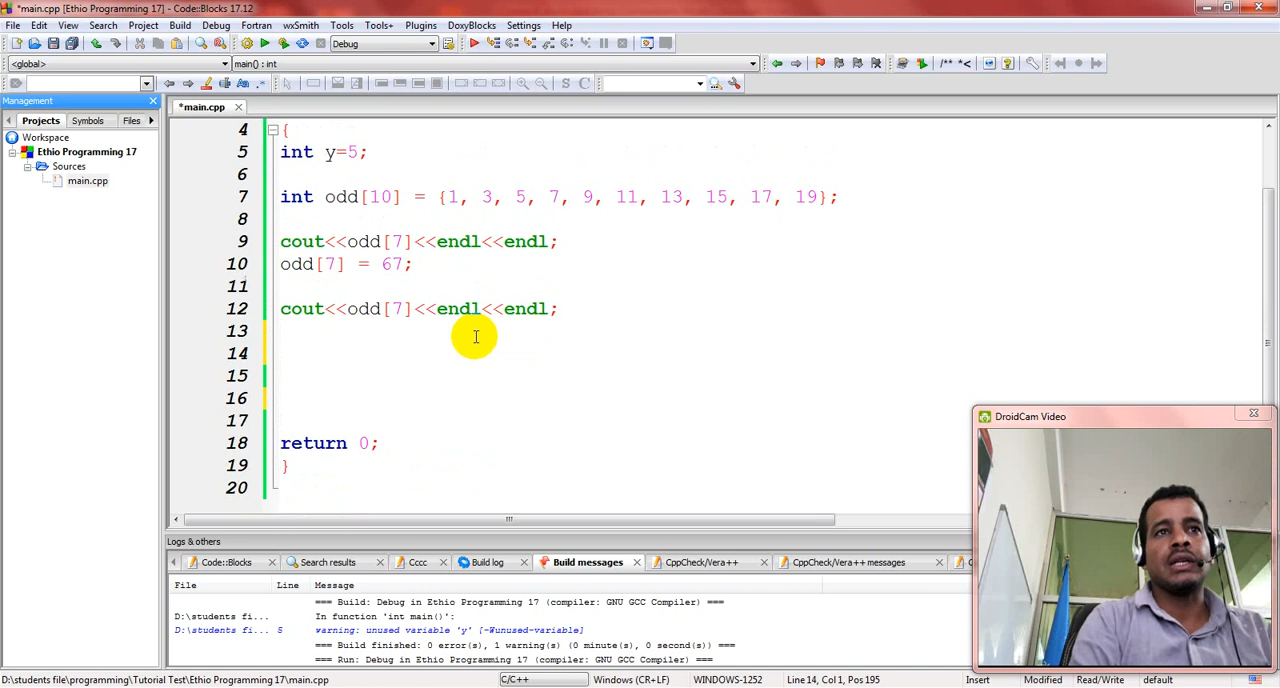 *main.cpp [Ethio Programming 17] - Code::Blocks 17.12
File Edit View Search Project Build Debug Fortran wxSmith Tools Tools+ Plugins DoxyBlocks Settings Help
Debug
<global> main() : int
/** *<
S C
Management
*main.cpp
Projects Symbols Files
Workspace
Ethio Programming 17
Sources
main.cpp
4 {
5 int y=5;
6
7 int odd[10] = {1, 3, 5, 7, 9, 11, 13, 15, 17, 19};
8
9 cout<<odd[7]<<endl<<endl;
10 odd[7] = 67;
11
12 cout<<odd[7]<<endl<<endl;
13
14
15
16
17
18 return 0;
19 }
20
DroidCam Video
Logs & others
Code::Blocks Search results Cccc Build log Build messages CppCheck/Vera++ CppCheck/Vera++ messages
File Line Message
=== Build: Debug in Ethio Programming 17 (compiler: GNU GCC Compiler) ===
D:\students fi... In function 'int main()':
D:\students fi... 5 warning: unused variable 'y' [-Wunused-variable]
=== Build finished: 0 error(s), 1 warning(s) (0 minute(s), 0 second(s)) ===
=== Run: Debug in Ethio Programming 17 (compiler: GNU GCC Compiler) ===
D:\students file\programming\Tutorial Test\Ethio Programming 17\main.cpp C/C++ Windows (CR+LF) WINDOWS-1252 Line 14, Col 1, Pos 195 Insert Modified Read/Write default